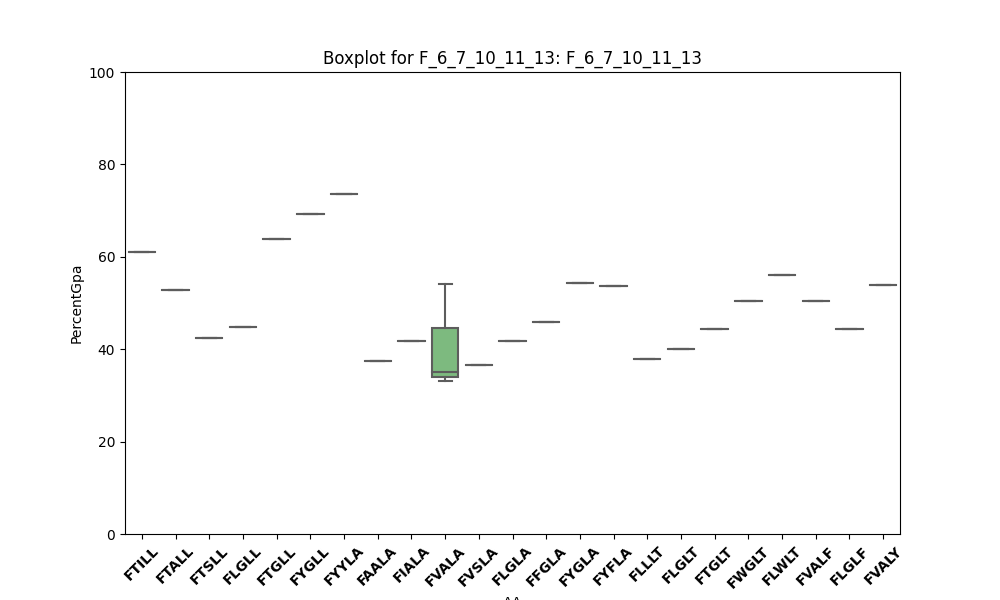 Boxplot for F_6_7_10_11_13: F_6_7_10_11_13
100
80
60
40
20
0
PercentGpa
FTILL FTALL FTSLL FLGLL FTGLL FYGLL FYYLA FAALA FIALA FVALA FVSLA FLGLA FFGLA FYGLA FYFLA FLLLT FLGLT FTGLT FWGLT FLWLT FVALF FLGLF FVALY
AA